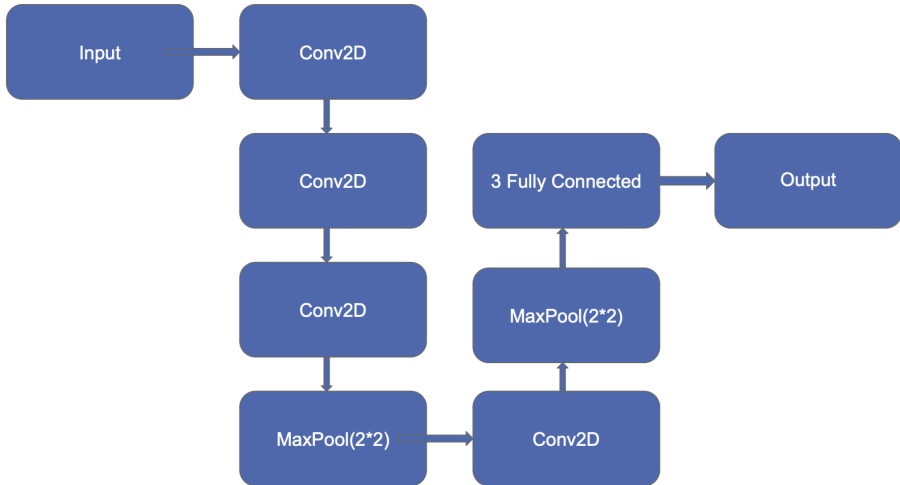 Input
Conv2D
Conv2D
Conv2D
MaxPool(2*2)
Conv2D
MaxPool(2*2)
3 Fully Connected
Output